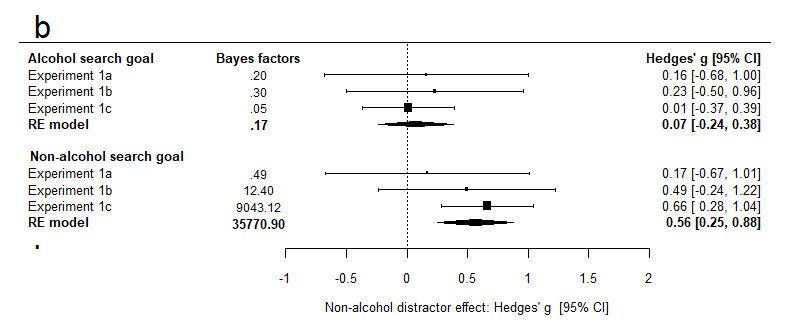 b
Alcohol search goal Bayes factors Hedges' g [95% CI]
Experiment 1a .20 0.16 [-0.68, 1.00]
Experiment 1b .30 0.23 [-0.50, 0.96]
Experiment 1c .05 0.01 [-0.37, 0.39]
RE model .17 0.07 [-0.24, 0.38]
Non-alcohol search goal
Experiment 1a .49 0.17 [-0.67, 1.01]
Experiment 1b 12.40 0.49 [-0.24, 1.22]
Experiment 1c 9043.12 0.66 [ 0.28, 1.04]
RE model 35770.90 0.56 [0.25, 0.88]
.
-1 -0.5 0 0.5 1 1.5 2
Non-alcohol distractor effect: Hedges' g [95% CI]